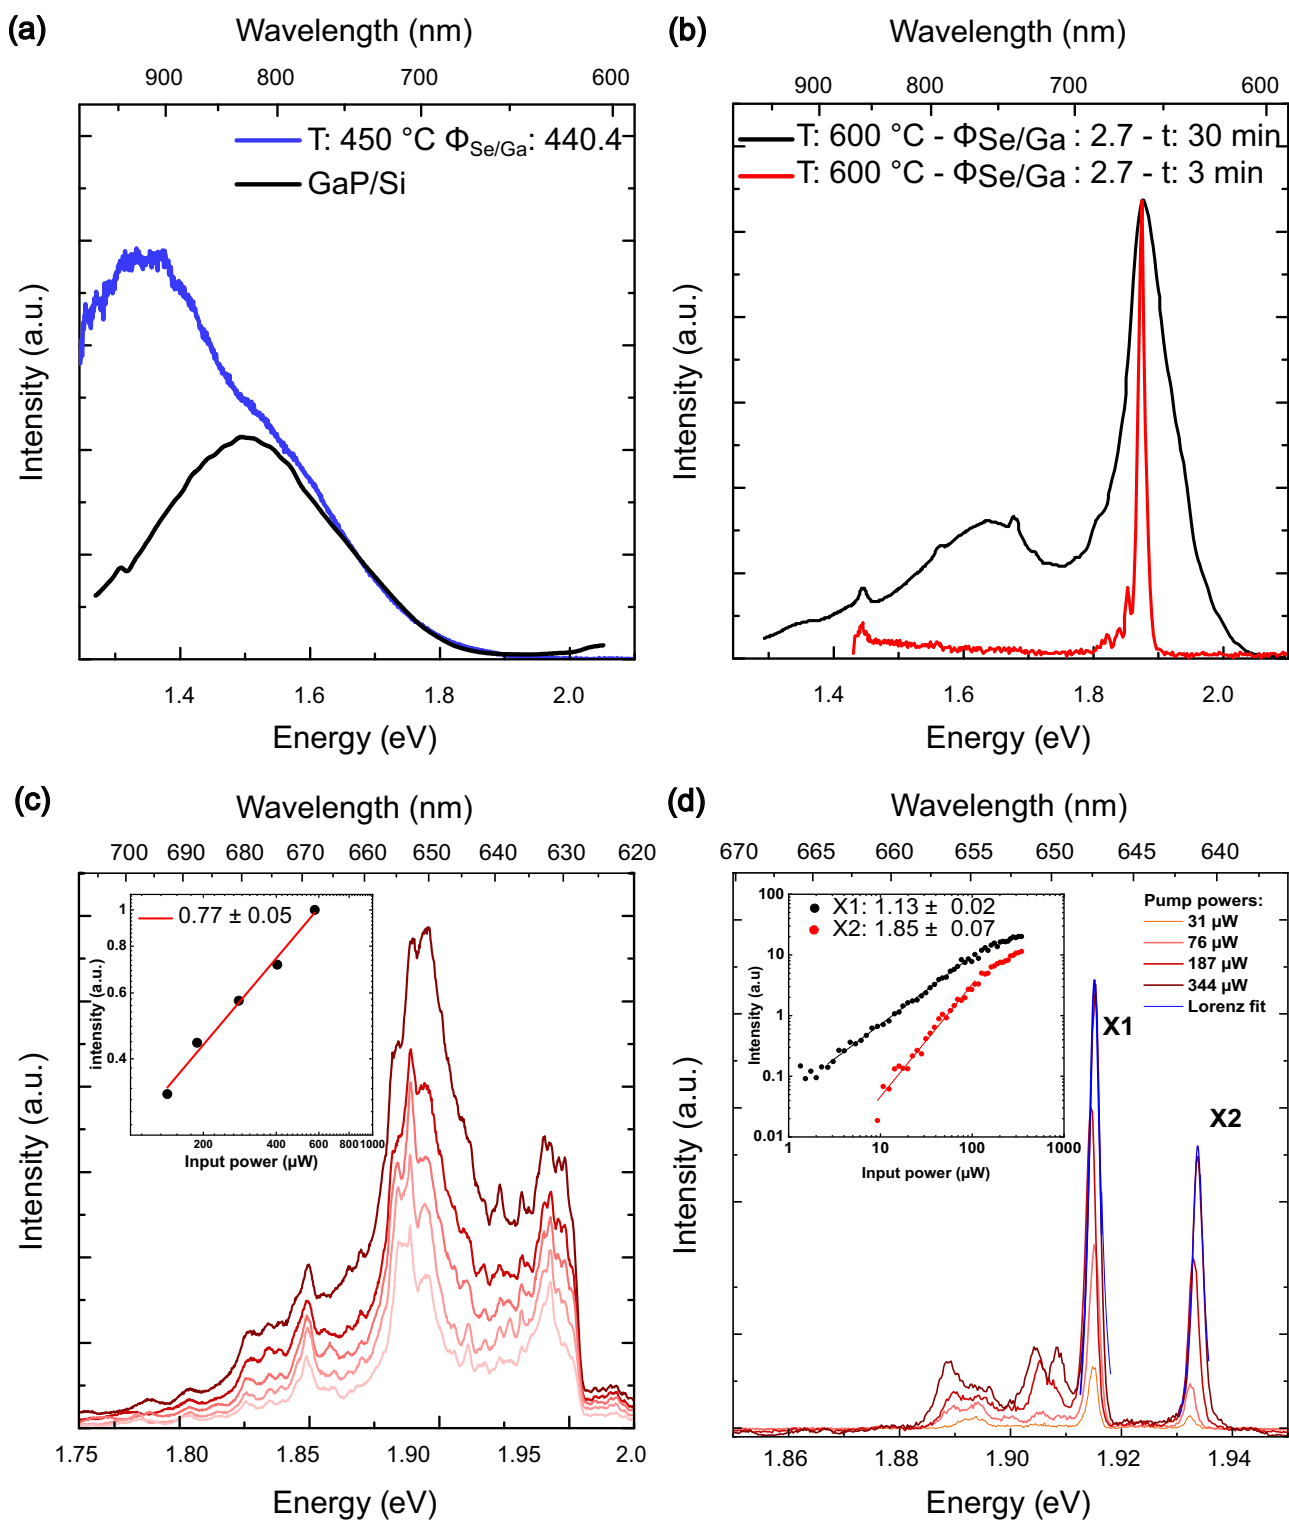 (a)
Wavelength (nm)
900 800 700 600
T: 450 °C Φ_Se/Ga: 440.4
GaP/Si
Intensity (a.u.)
1.4 1.6 1.8 2.0
Energy (eV)
(b)
Wavelength (nm)
900 800 700 600
T: 600 °C - Φ_Se/Ga : 2.7 - t: 30 min
T: 600 °C - Φ_Se/Ga : 2.7 - t: 3 min
Intensity (a.u.)
1.4 1.6 1.8 2.0
Energy (eV)
(c)
Wavelength (nm)
700 690 680 670 660 650 640 630 620
1
0.6
0.4
0.77 ± 0.05
intensity (a.u.)
200 400 600 800 1000
Input power (µW)
Intensity (a.u.)
1.75 1.80 1.85 1.90 1.95 2.0
Energy (eV)
(d)
Wavelength (nm)
670 665 660 655 650 645 640
100
10
1
0.1
0.01
X1: 1.13 ± 0.02
X2: 1.85 ± 0.07
Intensity (a.u)
1 10 100 1000
Input power (µW)
Pump powers:
31 µW
76 µW
187 µW
344 µW
Lorenz fit
X1
X2
Intensity (a.u.)
1.86 1.88 1.90 1.92 1.94
Energy (eV)